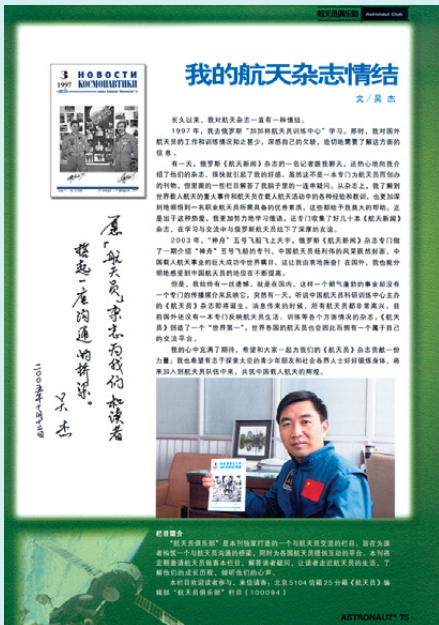 航天员俱乐部 Astronaut Club
3
1997
НОВОСТИ
КОСМОНАВТИКИ
我的航天杂志情结
文／吴 杰
长久以来，我对航天杂志一直有一种情结。
1997年，我去俄罗斯“加加林航天员训练中心”学习。那时，我对国外
航天员的工作和训练情况知之甚少，深感自己的欠缺，迫切地需要了解这方面的
信息。
有一天，俄罗斯《航天新闻》杂志的一名记者跟我聊天，还热心地向我介
绍了他们的杂志，很快就引起了我的好感。虽然这不是一本专门为航天员而创办
的刊物，但里面的一些栏目解答了我脑子里的一连串疑问。从杂志上，我了解到
世界载人航天的重大事件和航天员在载人航天活动中的各种经验和教训，也更加深
刻地领悟到一名职业航天员所需具备的优秀素质，这些都给予我莫大的帮助。正
是出于这种热爱，我更加努力地学习俄语，还专门收集了好几十本《航天新闻》
杂志，在学习与交流中与俄罗斯航天员结下了深厚的友谊。
2003年，“神舟”五号飞船飞上天宇，俄罗斯《航天新闻》杂志专门做
了一期介绍“神舟”五号飞船的专刊，中国航天员杨利伟的风采跃然封面。中
国载人航天事业的巨大成功令世界瞩目，这让我由衷地振奋！在国外，我也能分
明地感受到中国航天员的地位在不断提高。
但是，我始终有一丝遗憾，就是在国内，这样一个朝气蓬勃的事业却没有
一个专门的传播媒介来反映它。突然有一天，听说中国航天员科研训练中心主办
的《航天员》杂志即将诞生。消息传来的时候，所有航天员都非常高兴。目
前国外还没有一本专门反映航天员生活、训练等各个方面情况的杂志，《航天
员》创造了一个“世界第一”，世界各国的航天员也会因此而拥有一个属于自己
的交流平台。
我的心中充满了期待，希望和大家一起为我们的《航天员》杂志贡献一份
力量；我也希望有志于探索太空的青少年朋友和社会各界人士好好锻炼身体，将
来加入到航天员队伍中来，共筑中国载人航天的辉煌。
愿《航天员》杂志为我们和读者
搭起一座沟通的桥梁。
吴杰
栏目简介
“航天员俱乐部”是本刊独家打造的一个与航天员交流的栏目，旨在为读
者构筑一个与航天员沟通的桥梁，同时为各国航天员提供互动的平台。本刊将
定期邀请航天员做客本栏目，解答读者疑问，让读者走近航天员的生活，了
解他们的成长历程，倾听他们的心声。
本栏目欢迎读者参与，来信请寄：北京5104信箱25分箱《航天员》编
辑部“航天员俱乐部”栏目（100094）
ASTRONAUT 75